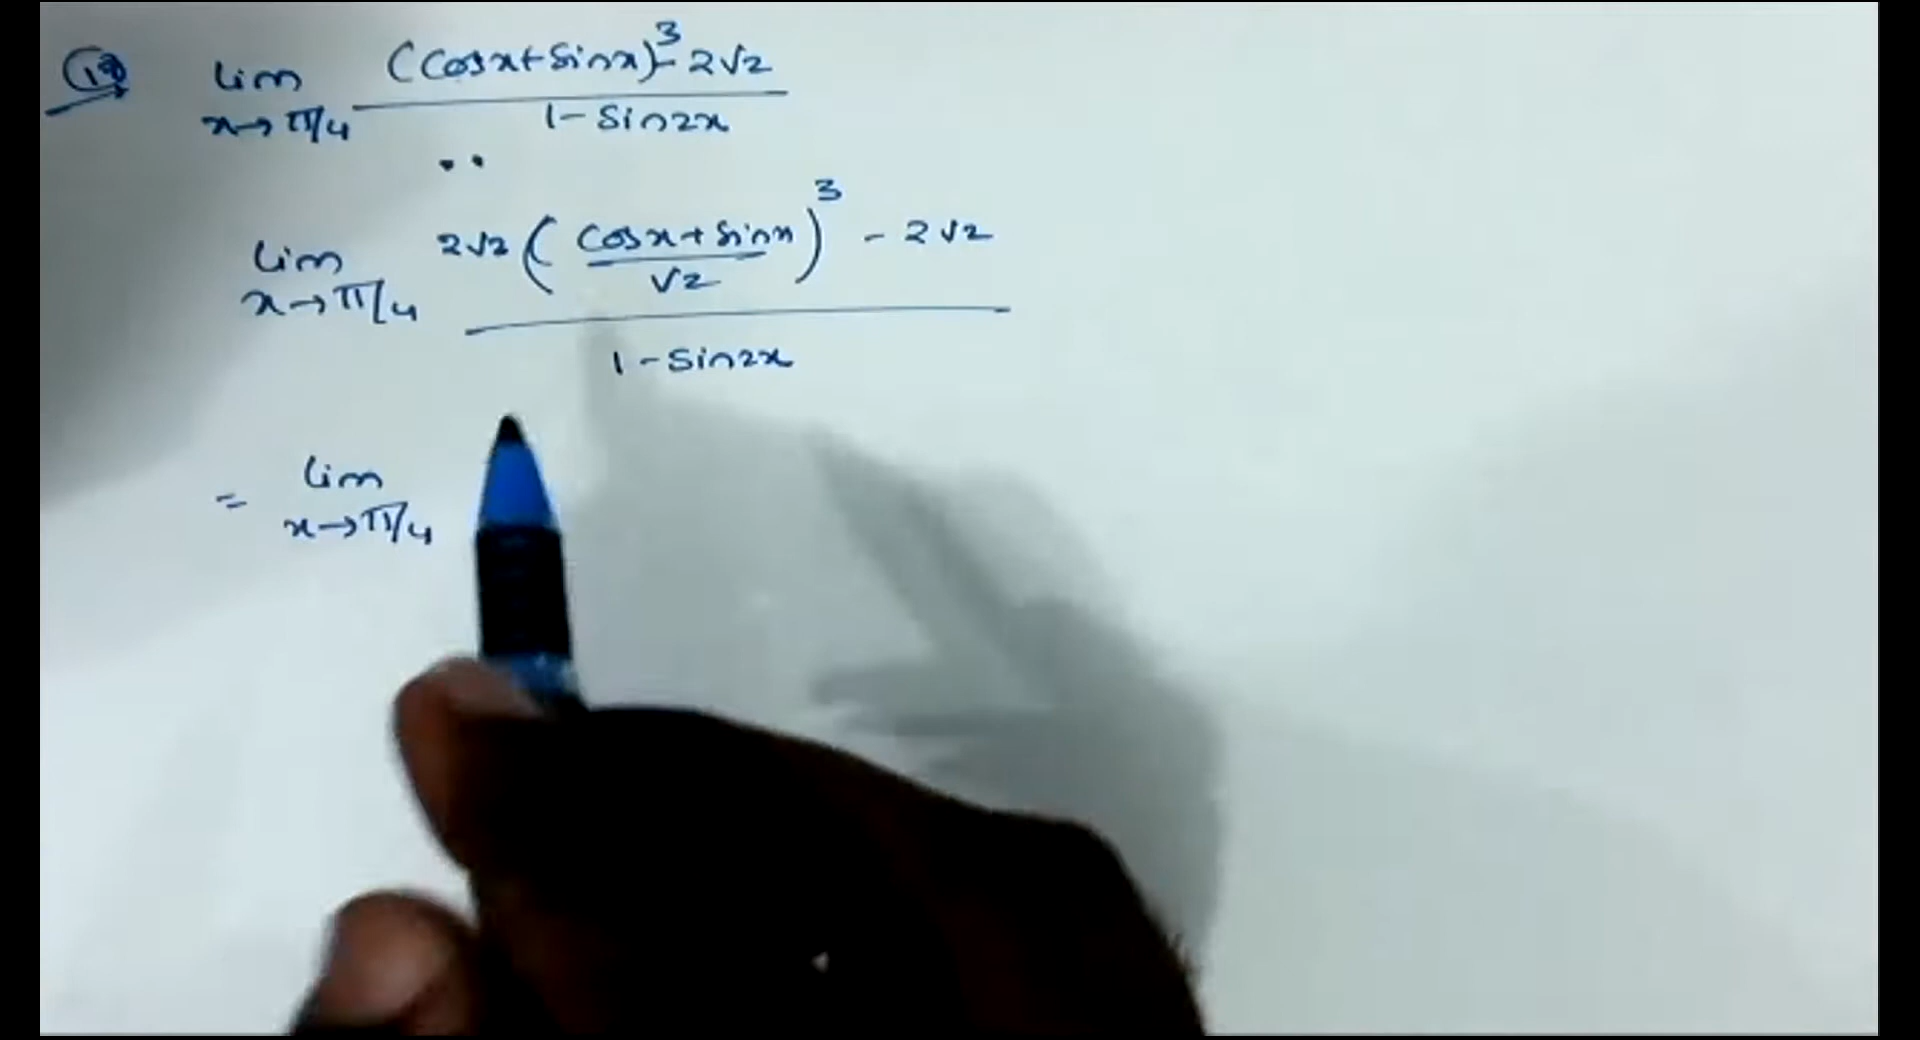 (13) lim x→π/4 ((cosx+sinx)³-2√2)/(1-sin2x)
lim x→π/4 (2√2((cosx+sinx)/√2)³-2√2)/(1-sin2x)
= lim x→π/4